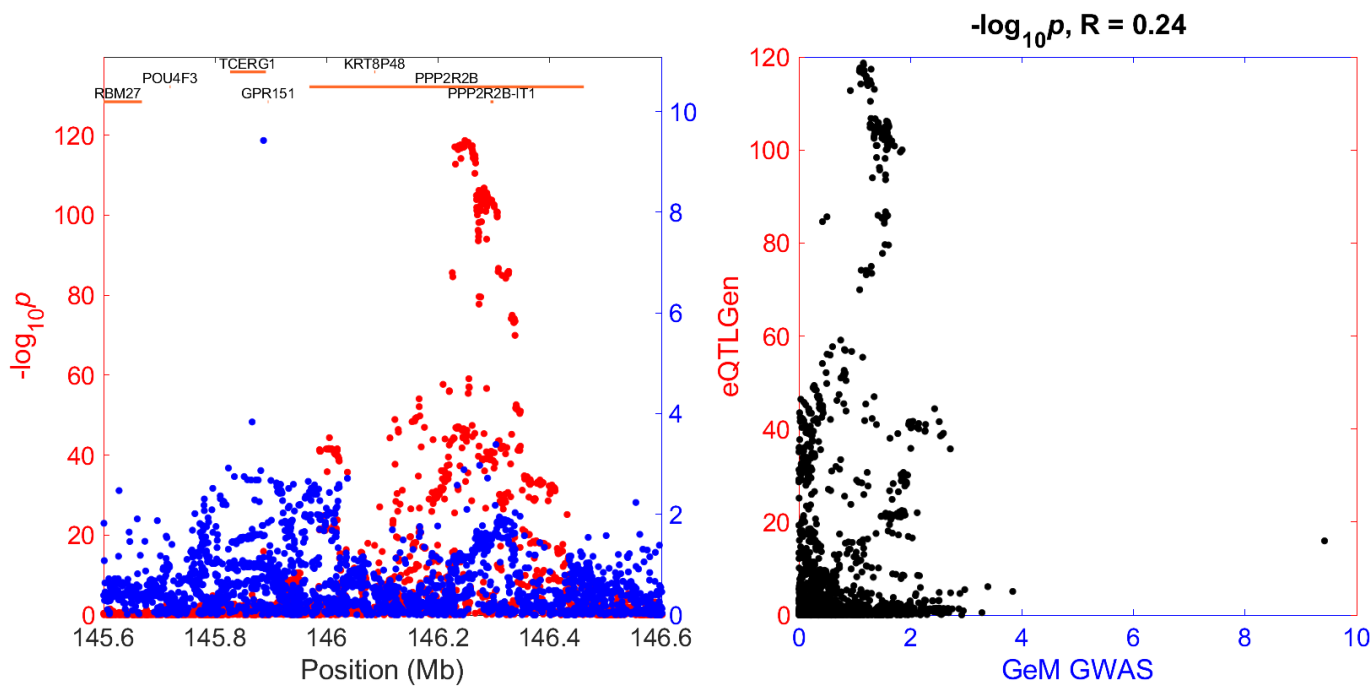 -log10p, R = 0.24
TCERG1 KRT8P48
POU4F3 PPP2R2B
RBM27 GPR151 PPP2R2B-IT1
120
100
80
60
40
20
0
-log10p
10
8
6
4
2
0
145.6 145.8 146 146.2 146.4 146.6
Position (Mb)
120
100
80
60
40
20
0
eQTLGen
0 2 4 6 8 10
GeM GWAS